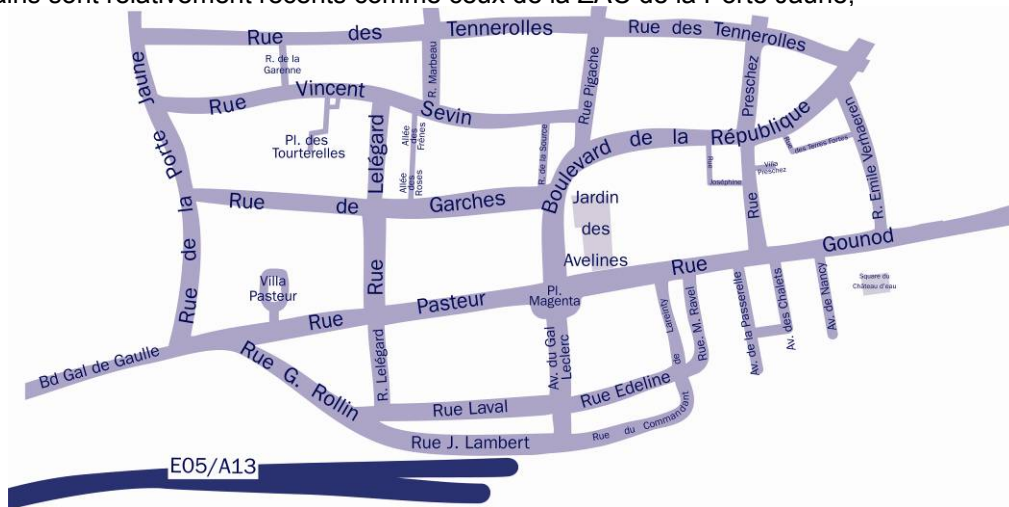 ains sont relativement récents comme ceux de la ZAC de la Porte Jaune,
Rue des Tennerolles
Rue des Tennerolles
R. de la
Garenne
R. Marbeau
Rue Pigache
Preschez
Rue de la Porte Jaune
Rue Vincent Sevin
Pl. des
Tourterelles
Lelégard
Allée
des
Frênes
Allée
des
Roses
R. de la Source
Boulevard de la République
Rue
Joséphine
Villa
Preschez
Rue
des Terres Fortes
R. Emile Vernaeren
Rue de Garches
Jardin
des
Avelines
Rue
Rue
Villa
Pasteur
Rue Pasteur
Pl.
Magenta
Rue Gounod
Square du
Château d'eau
Bd Gal de Gaulle
Rue G. Rollin
R. Lelégard
Av. du Gal
Leclerc
de Lareinty
Rue. M. Ravel
Av. de la Passerelle
Av. des Chalets
Av. de Nancy
Rue Laval
Rue Edeline
Rue J. Lambert
Rue du Commandant
E05/A13